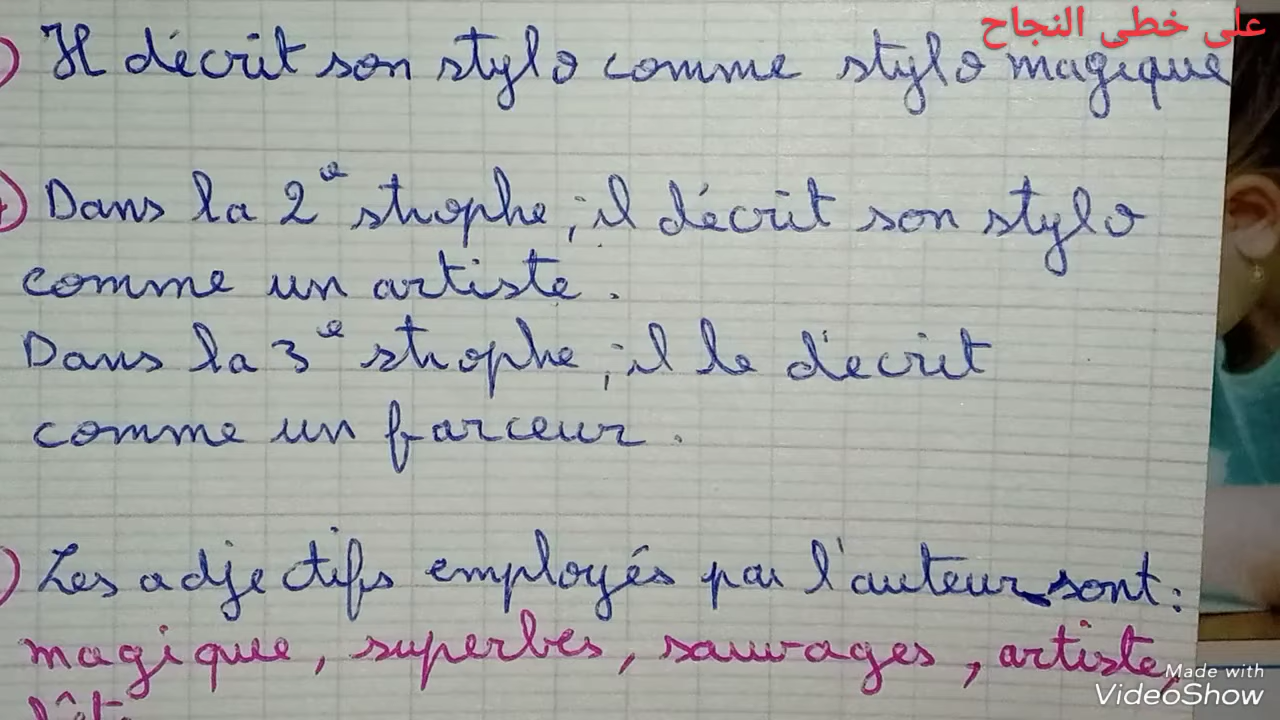 على خطى النجاح
) Il décrit son stylo comme stylo magique
) Dans la 2e strophe, il décrit son stylo
comme un artiste.
Dans la 3e strophe, il le décrit
comme un farceur.
) Les adjectifs employés par l'auteur sont:
magique, superbes, sauvages, artiste,
Made with
VideoShow